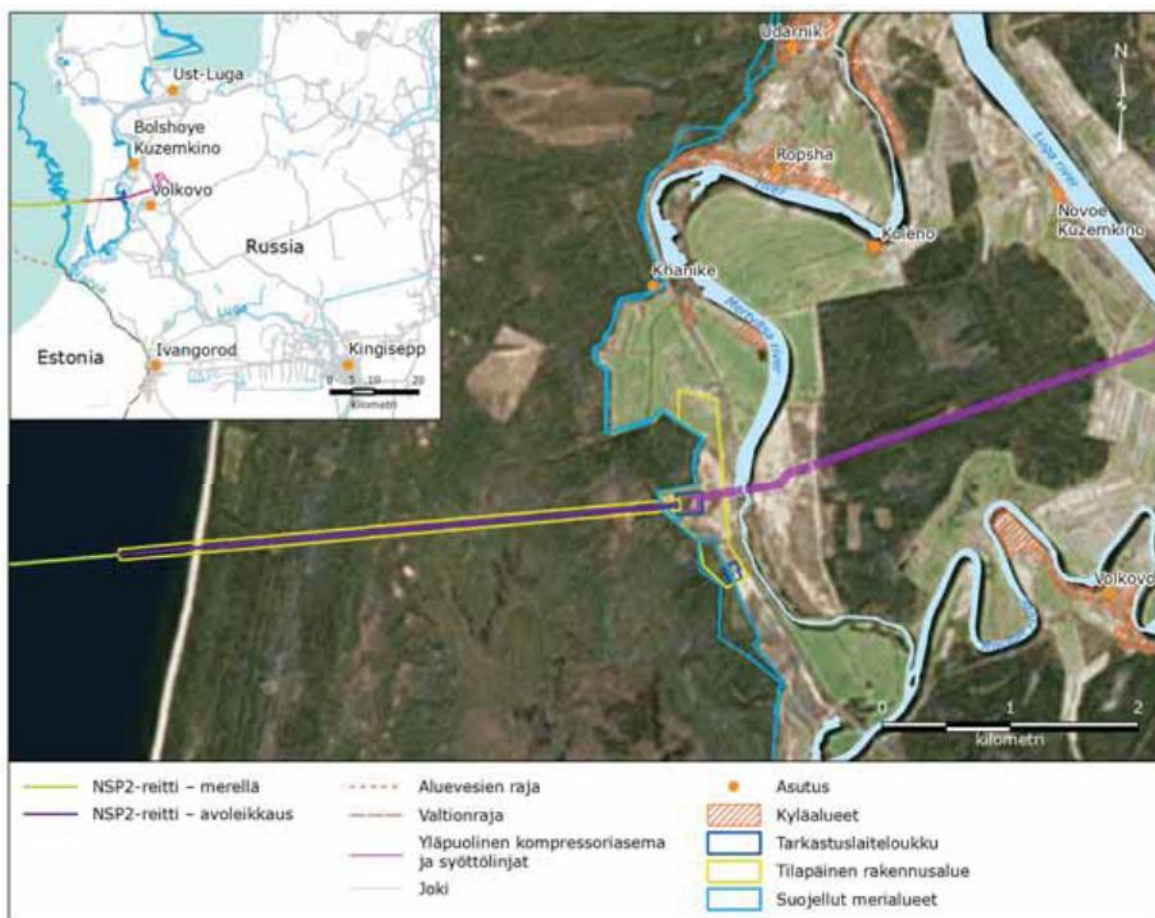 Ust-Luga
Bolshoye
Kuzemkino
Volkovo
Russia
Luga
Estonia
Ivangorod
Kingisepp
0 5 10 20
Kilometri
Udarnik
N
Ropsha
river
Luga river
Koleno
Novoe
Kuzemkino
Khanike
Mertvitsa river
Volkovo
0 1 2
kilometri
NSP2-reitti – merellä
NSP2-reitti – avoleikkaus
Aluevesien raja
Valtionraja
Yläpuolinen kompressoriasema
ja syöttölinjat
Joki
Asutus
Kyläalueet
Tarkastuslaiteloukku
Tilapäinen rakennusalue
Suojellut merialueet